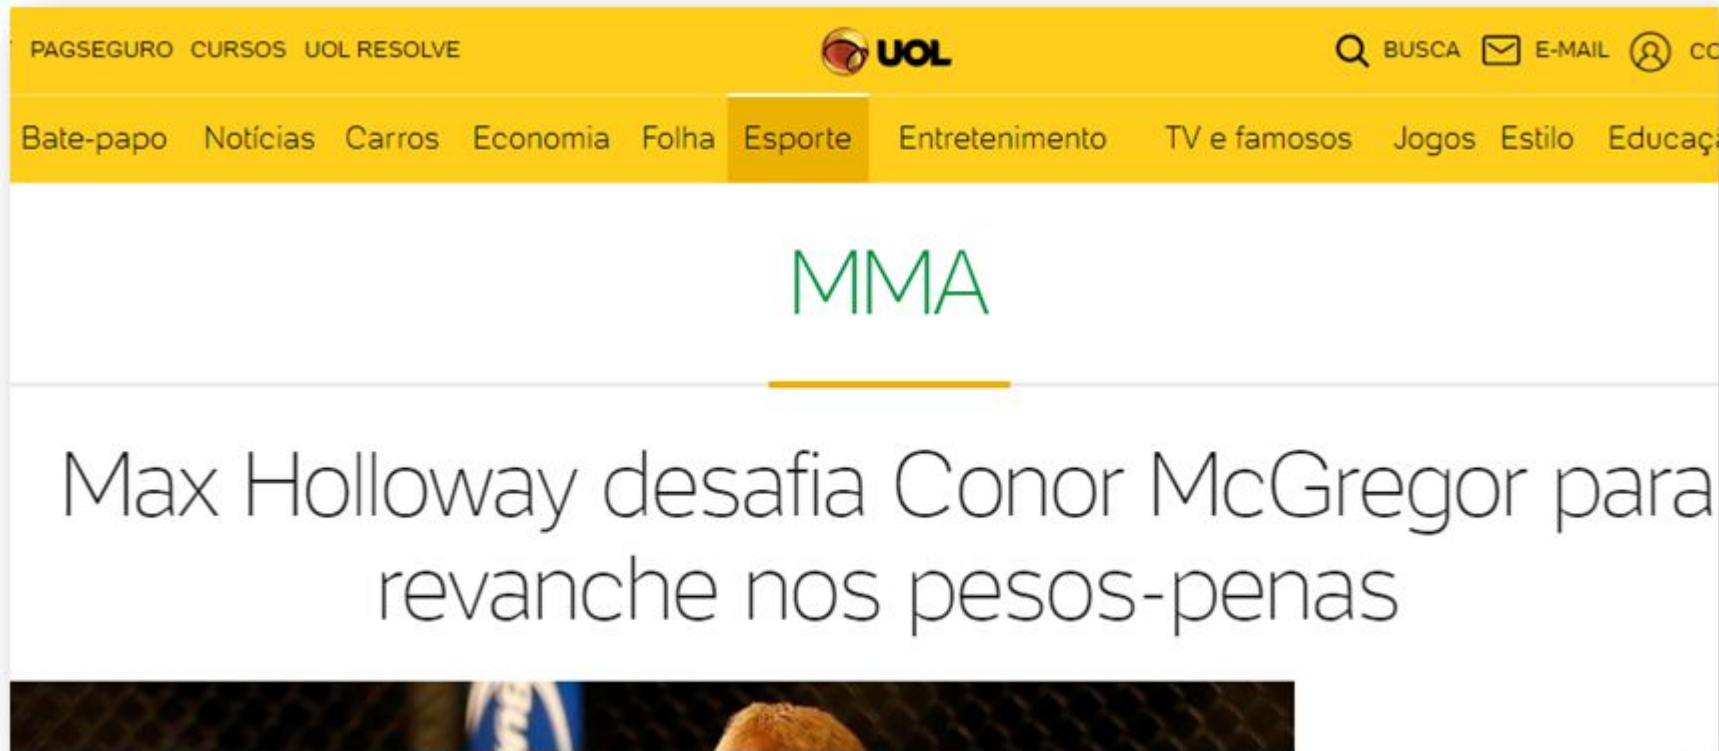 PAGSEGURO CURSOS UOL RESOLVE UOL BUSCA E-MAIL
Bate-papo Notícias Carros Economia Folha Esporte Entretenimento TV e famosos Jogos Estilo
MMA
Max Holloway desafia Conor McGregor para
revanche nos pesos-penas